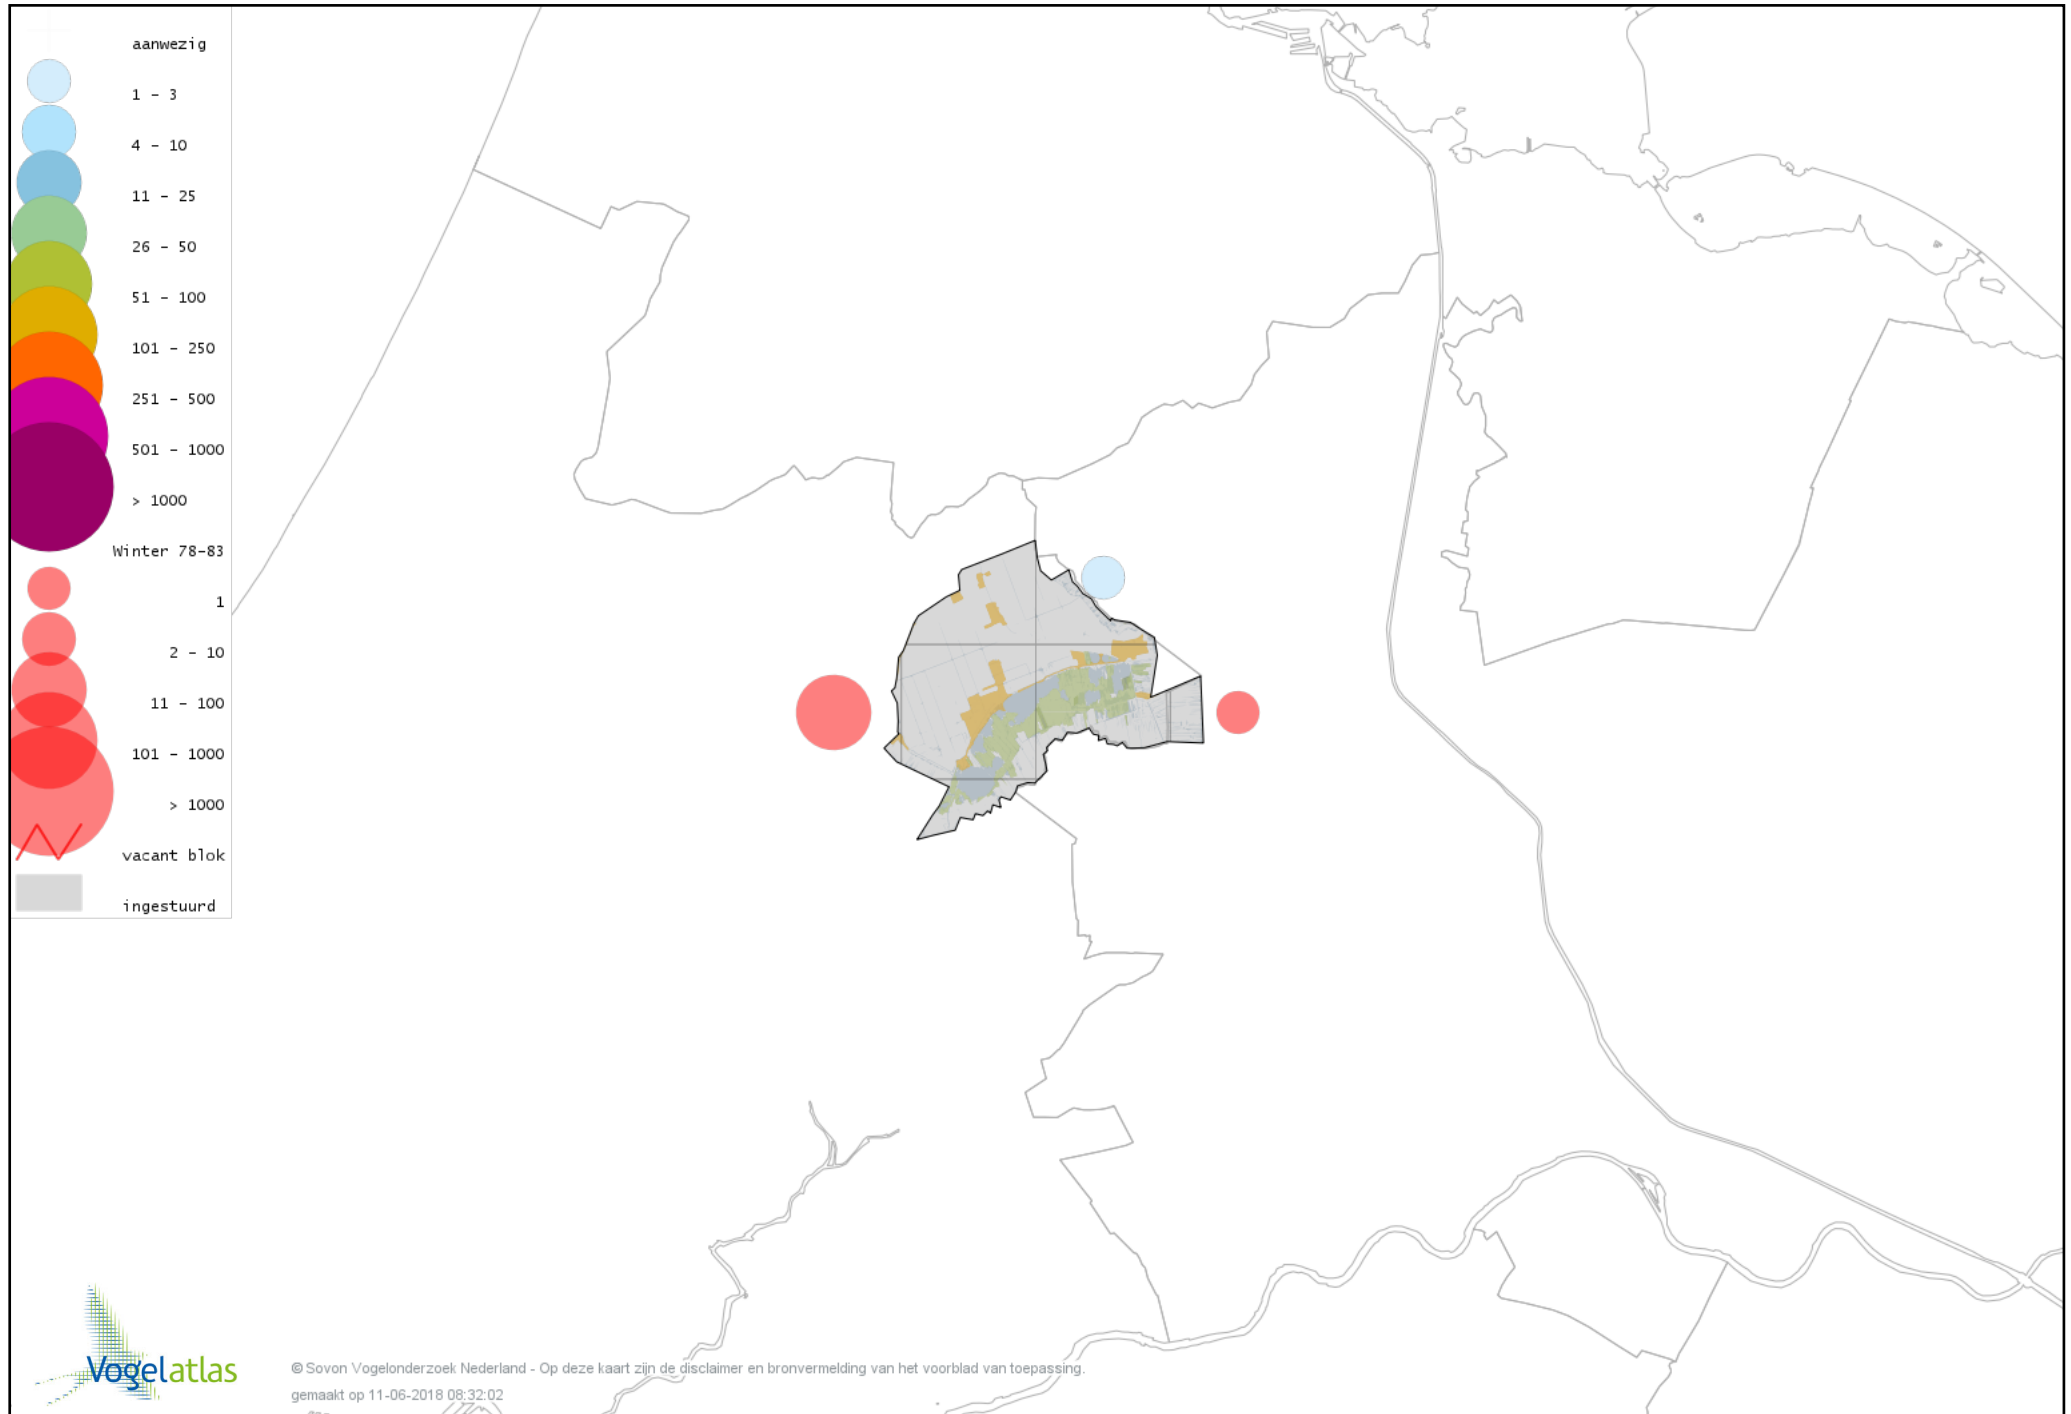 aanwezig
1 - 3
4 - 10
11 - 25
26 - 50
51 - 100
101 - 250
251 - 500
501 - 1000
> 1000
Winter 78-83
1
2 - 10
11 - 100
101 - 1000
> 1000
vacant blok
ingestuurd
Vogelatlas
© Sovon Vogelonderzoek Nederland - Op deze kaart zijn de disclaimer en bronvermelding van het voorblad van toepassing.
gemaakt op 11-06-2018 08:32:02